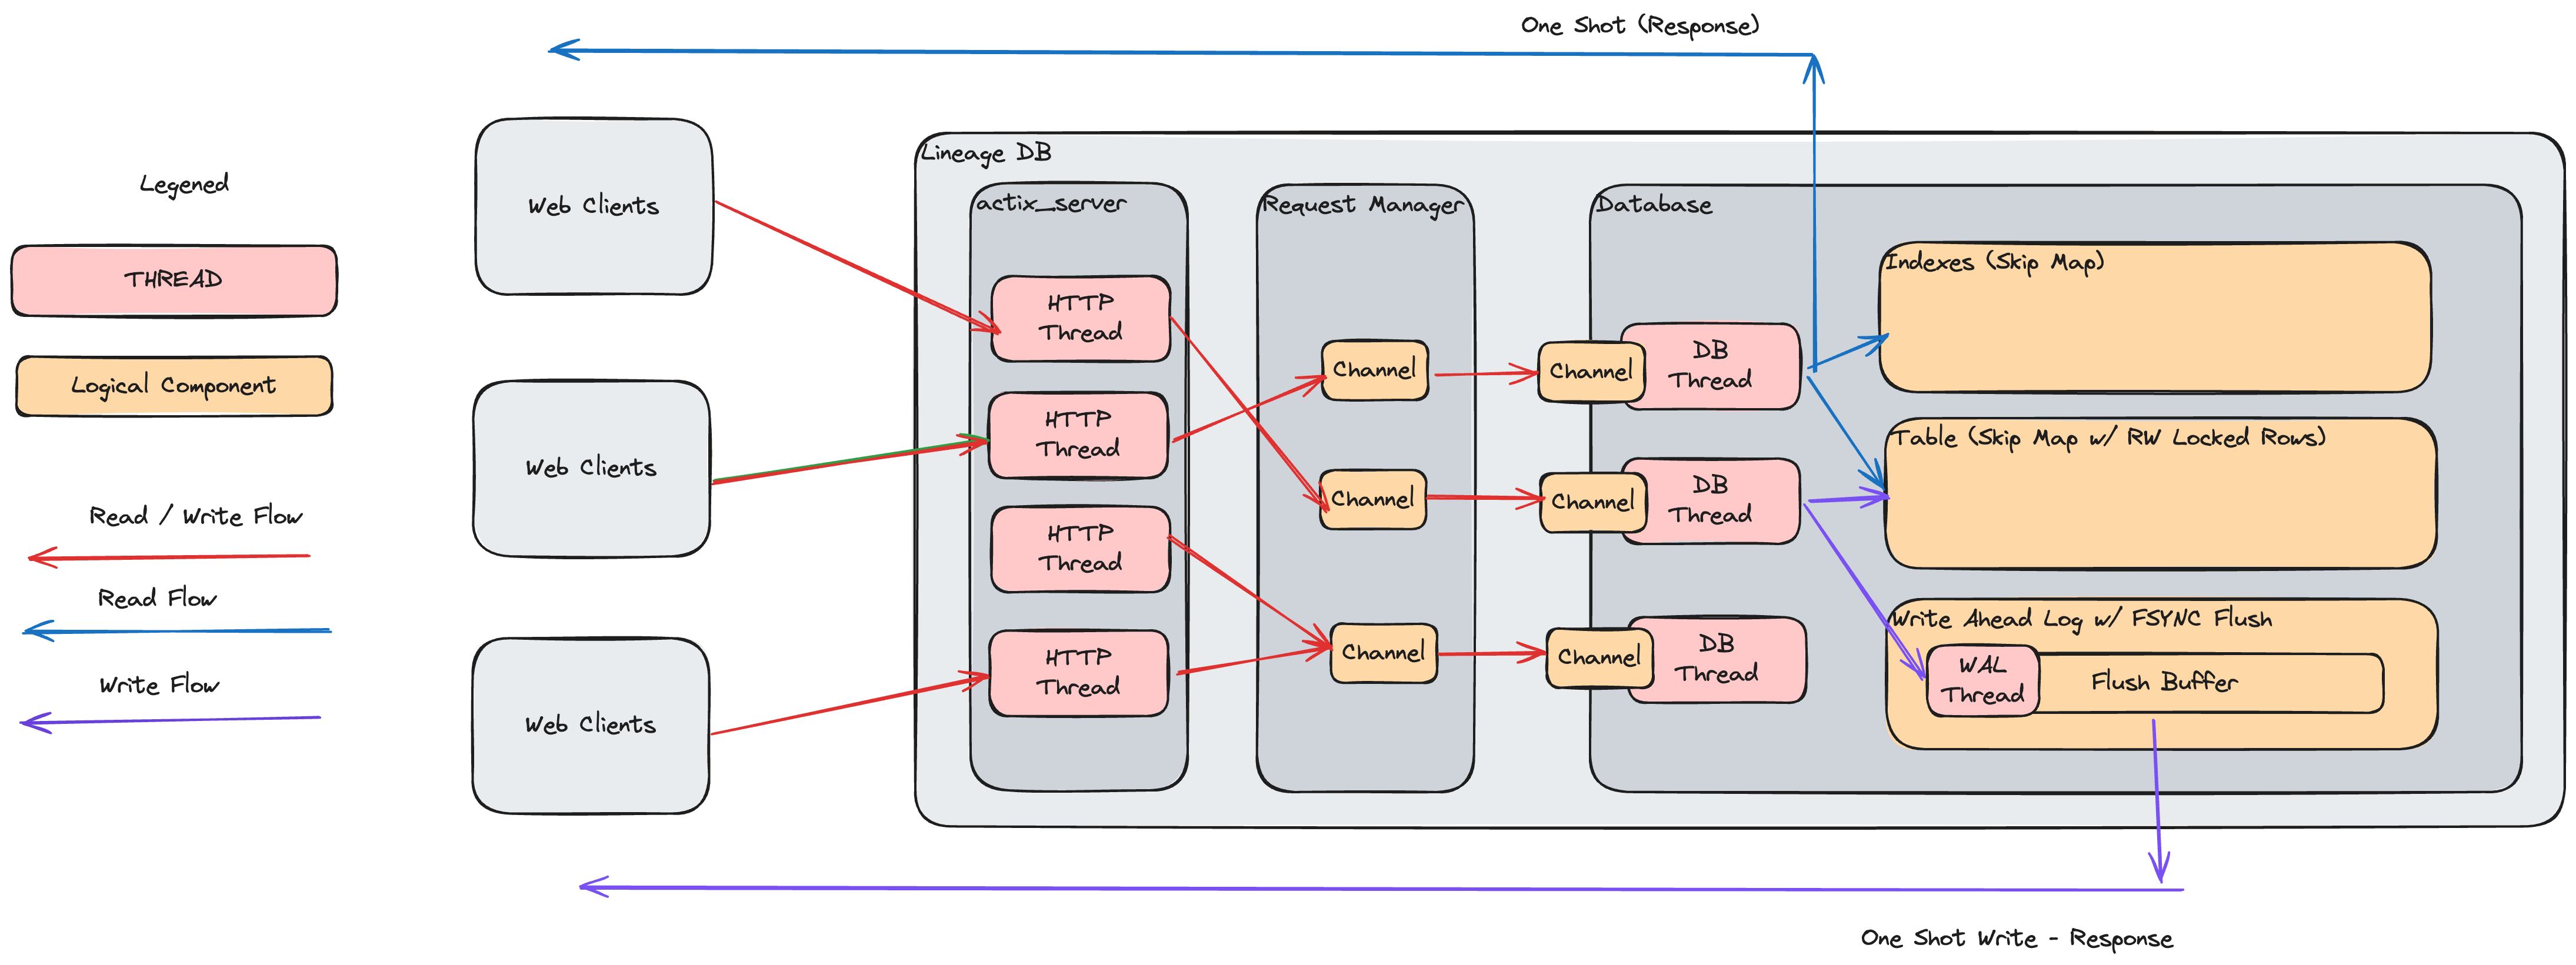 One Shot (Response)
Legened
THREAD
Logical Component
Read / Write Flow
Read Flow
Write Flow
Web Clients
Web Clients
Web Clients
Lineage DB
actix_server
HTTP
Thread
HTTP
Thread
HTTP
Thread
HTTP
Thread
Request Manager
Channel
Channel
Channel
Database
Channel
DB
Thread
Channel
DB
Thread
Channel
DB
Thread
Indexes (Skip Map)
Table (Skip Map w/ RW Locked Rows)
Write Ahead Log w/ FSYNC Flush
WAL
Thread
Flush Buffer
One Shot Write - Response